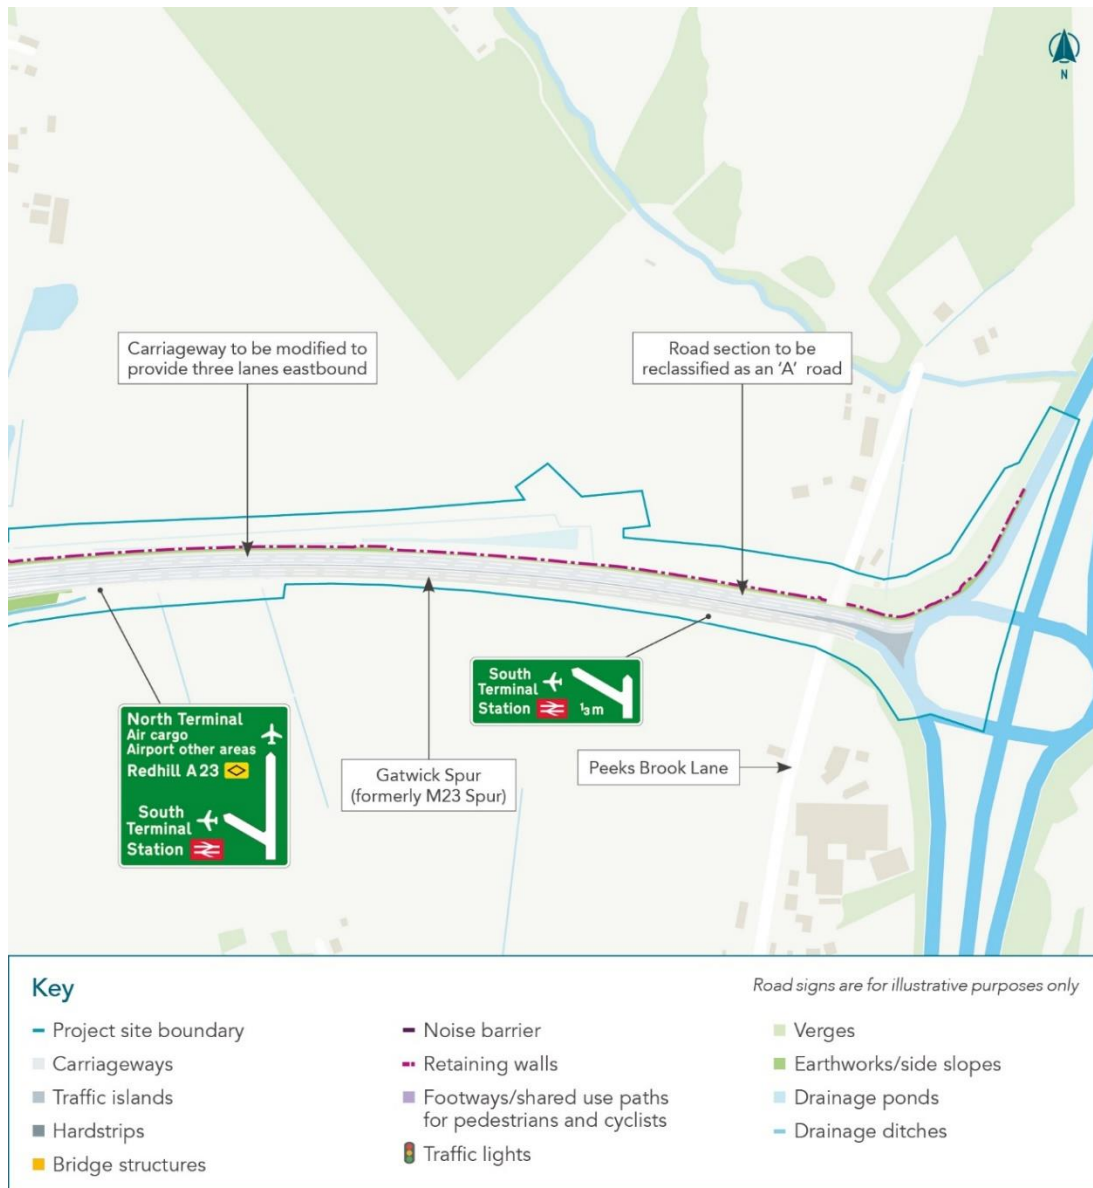 N
Carriageway to be modified to
provide three lanes eastbound
Road section to be
reclassified as an 'A' road
South
Terminal
Station ⅓m
North Terminal
Air cargo
Airport other areas
Redhill A23
South
Terminal
Station
Gatwick Spur
(formerly M23 Spur)
Peeks Brook Lane
Key
Road signs are for illustrative purposes only
Project site boundary
Carriageways
Traffic islands
Hardstrips
Bridge structures
Noise barrier
Retaining walls
Footways/shared use paths
for pedestrians and cyclists
Traffic lights
Verges
Earthworks/side slopes
Drainage ponds
Drainage ditches